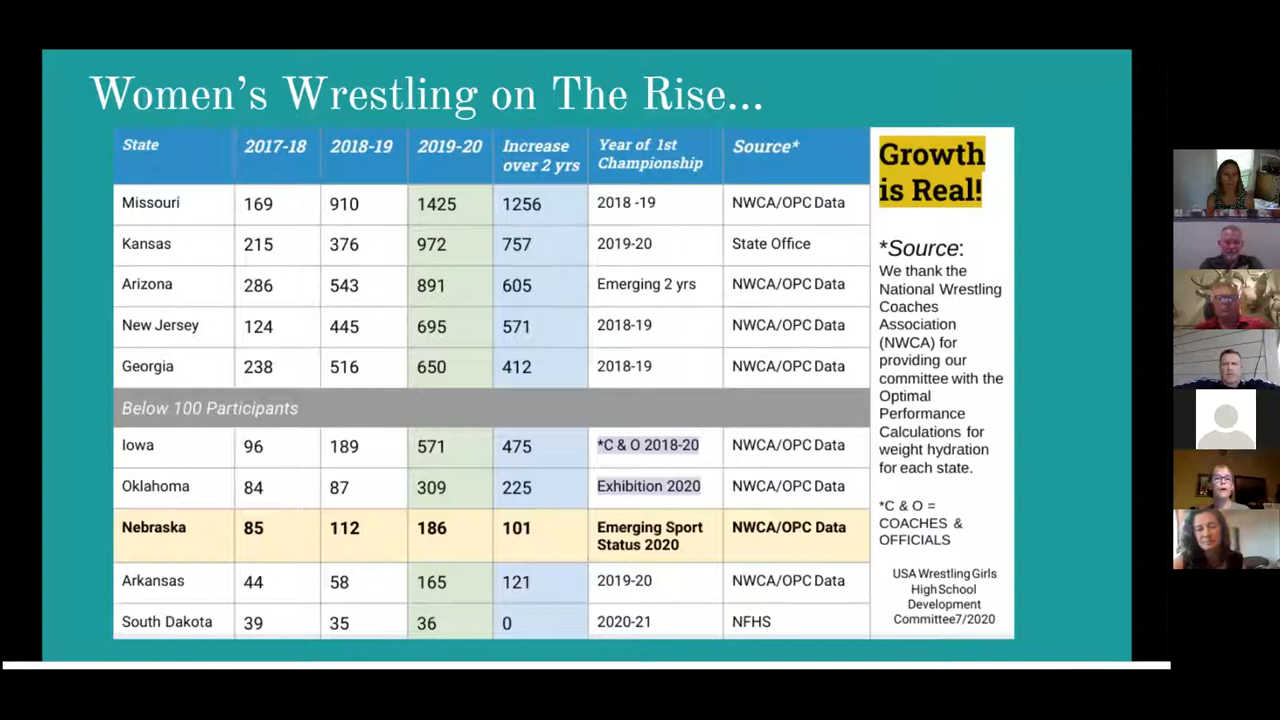 Women's Wrestling on The Rise...
State 2017-18 2018-19 2019-20 Increase over 2 yrs Year of 1st Championship Source*
Missouri 169 910 1425 1256 2018 -19 NWCA/OPC Data
Kansas 215 376 972 757 2019-20 State Office
Arizona 286 543 891 605 Emerging 2 yrs NWCA/OPC Data
New Jersey 124 445 695 571 2018-19 NWCA/OPC Data
Georgia 238 516 650 412 2018-19 NWCA/OPC Data
Below 100 Participants
Iowa 96 189 571 475 *C & O 2018-20 NWCA/OPC Data
Oklahoma 84 87 309 225 Exhibition 2020 NWCA/OPC Data
Nebraska 85 112 186 101 Emerging Sport Status 2020 NWCA/OPC Data
Arkansas 44 58 165 121 2019-20 NWCA/OPC Data
South Dakota 39 35 36 0 2020-21 NFHS
Growth
is Real!
*Source:
We thank the
National Wrestling
Coaches
Association
(NWCA) for
providing our
committee with the
Optimal
Performance
Calculations for
weight hydration
for each state.
*C & O =
COACHES &
OFFICIALS
USA Wrestling Girls
High School
Development
Committee7/2020